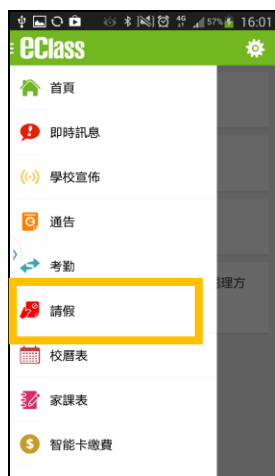 4G 57% 16:01
eClass
首頁
即時訊息
學校宣佈
通告
考勤
理方
請假
校曆表
家課表
智能卡繳費